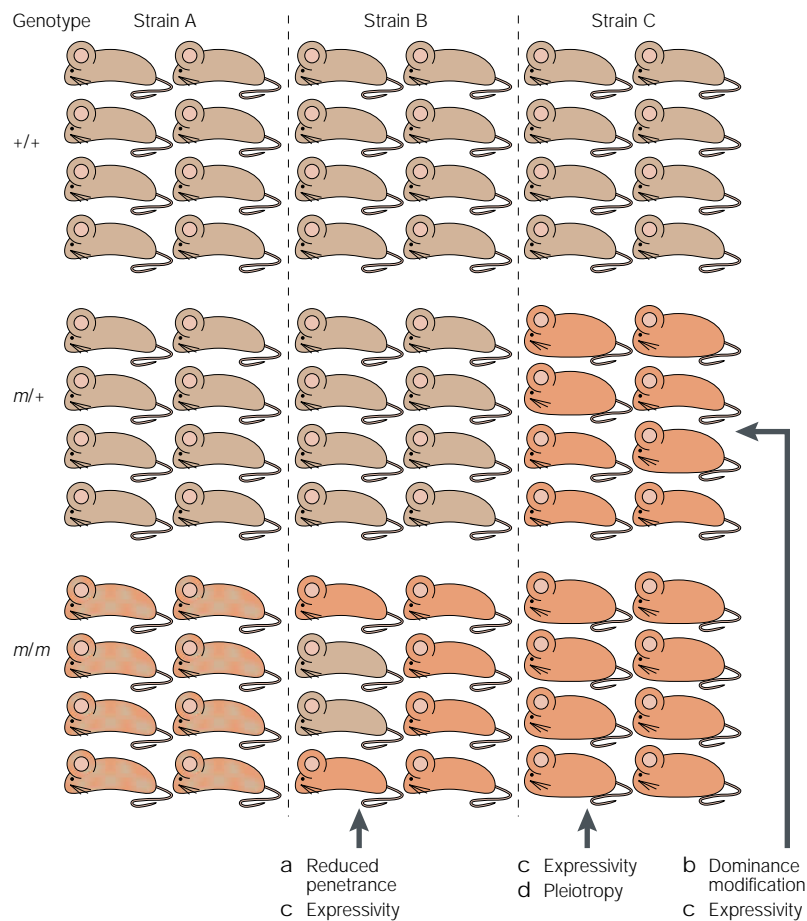 Genotype Strain A Strain B Strain C
+/+
m/+
m/m
a Reduced
penetrance
c Expressivity
c Expressivity
d Pleiotropy
b Dominance
modification
c Expressivity